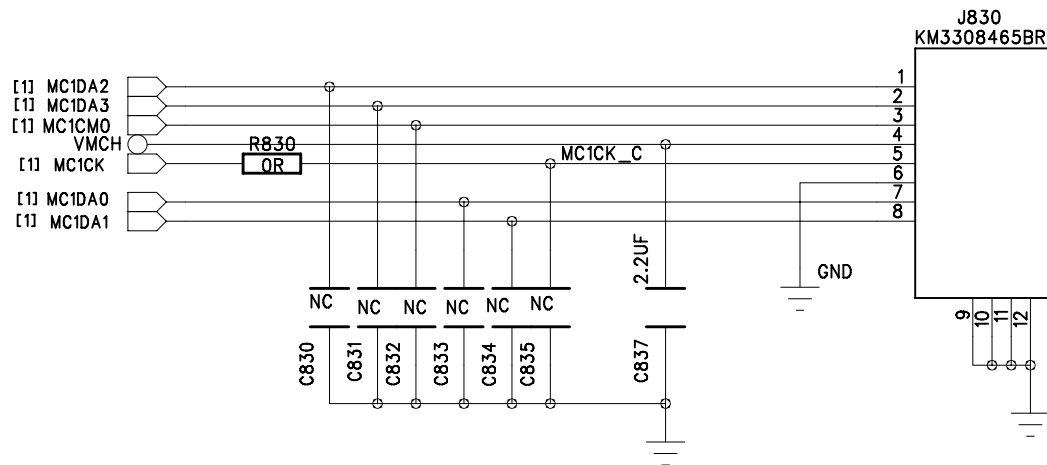 J830
KM3308465BR
[1] MC1DA2
1
[1] MC1DA3
2
[1] MC1CM0
3
VMCH
4
R830
0R
[1] MC1CK
MC1CK_C
5
6
[1] MC1DA0
7
[1] MC1DA1
8
GND
2.2UF
NC
NC
NC
NC
NC
NC
C830
C831
C832
C833
C834
C835
C837
9
10
11
12